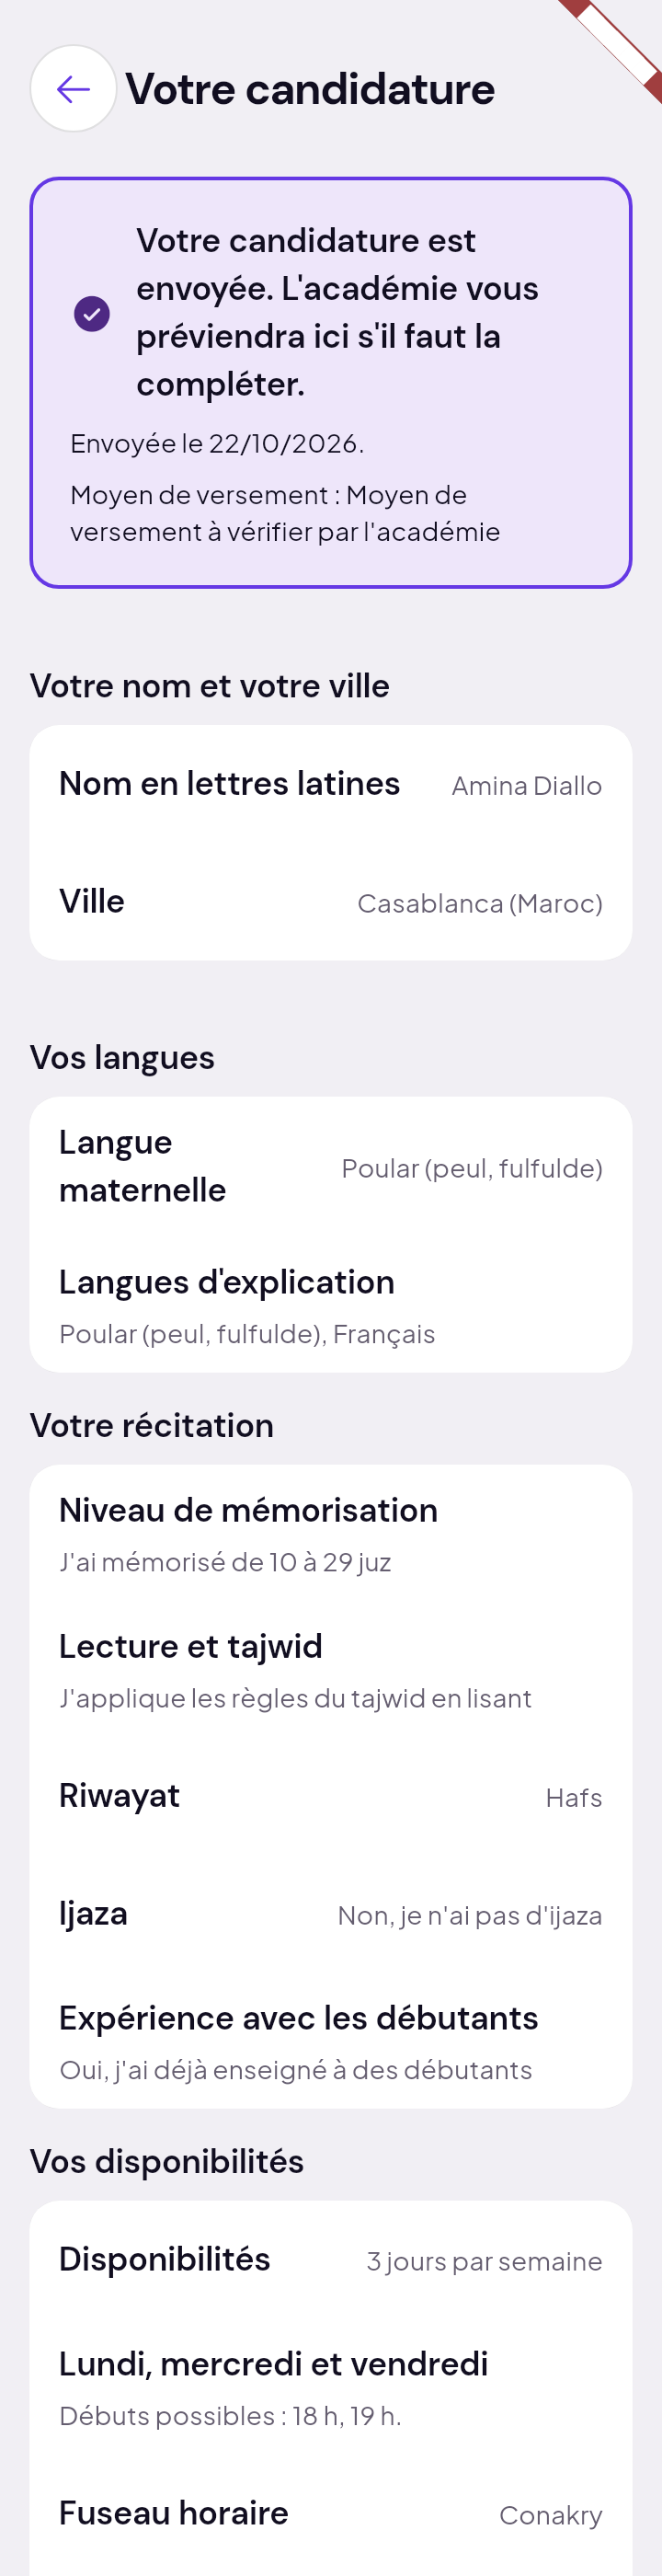 Votre candidature
Votre candidature est
envoyée. L'académie vous
préviendra ici s'il faut la
compléter.
Envoyée le 22/10/2026.
Moyen de versement : Moyen de
versement à vérifier par l'académie
Votre nom et votre ville
Nom en lettres latines Amina Diallo
Ville Casablanca (Maroc)
Vos langues
Langue
maternelle
Poular (peul, fulfulde)
Langues d'explication
Poular (peul, fulfulde), Français
Votre récitation
Niveau de mémorisation
J'ai mémorisé de 10 à 29 juz
Lecture et tajwid
J'applique les règles du tajwid en lisant
Riwayat Hafs
Ijaza Non, je n'ai pas d'ijaza
Expérience avec les débutants
Oui, j'ai déjà enseigné à des débutants
Vos disponibilités
Disponibilités 3 jours par semaine
Lundi, mercredi et vendredi
Débuts possibles : 18 h, 19 h.
Fuseau horaire Conakry